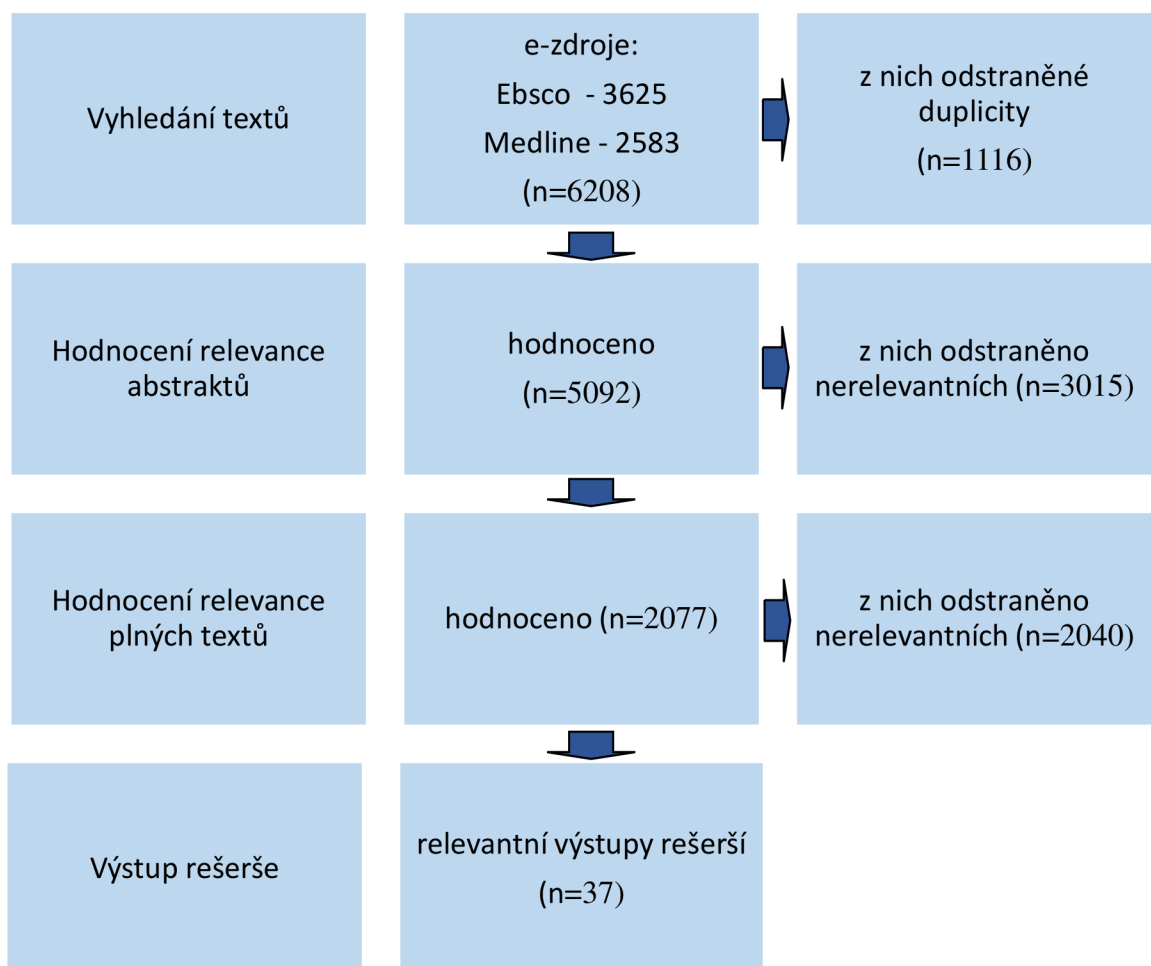 Vyhledání textů
e-zdroje:
Ebsco  - 3625
Medline - 2583
(n=6208)
z nich odstraněné
duplicity
(n=1116)
Hodnocení relevance
abstraktů
hodnoceno
(n=5092)
z nich odstraněno
nerelevantních (n=3015)
Hodnocení relevance
plných textů
hodnoceno (n=2077)
z nich odstraněno
nerelevantních (n=2040)
Výstup rešerše
relevantní výstupy rešerší
(n=37)